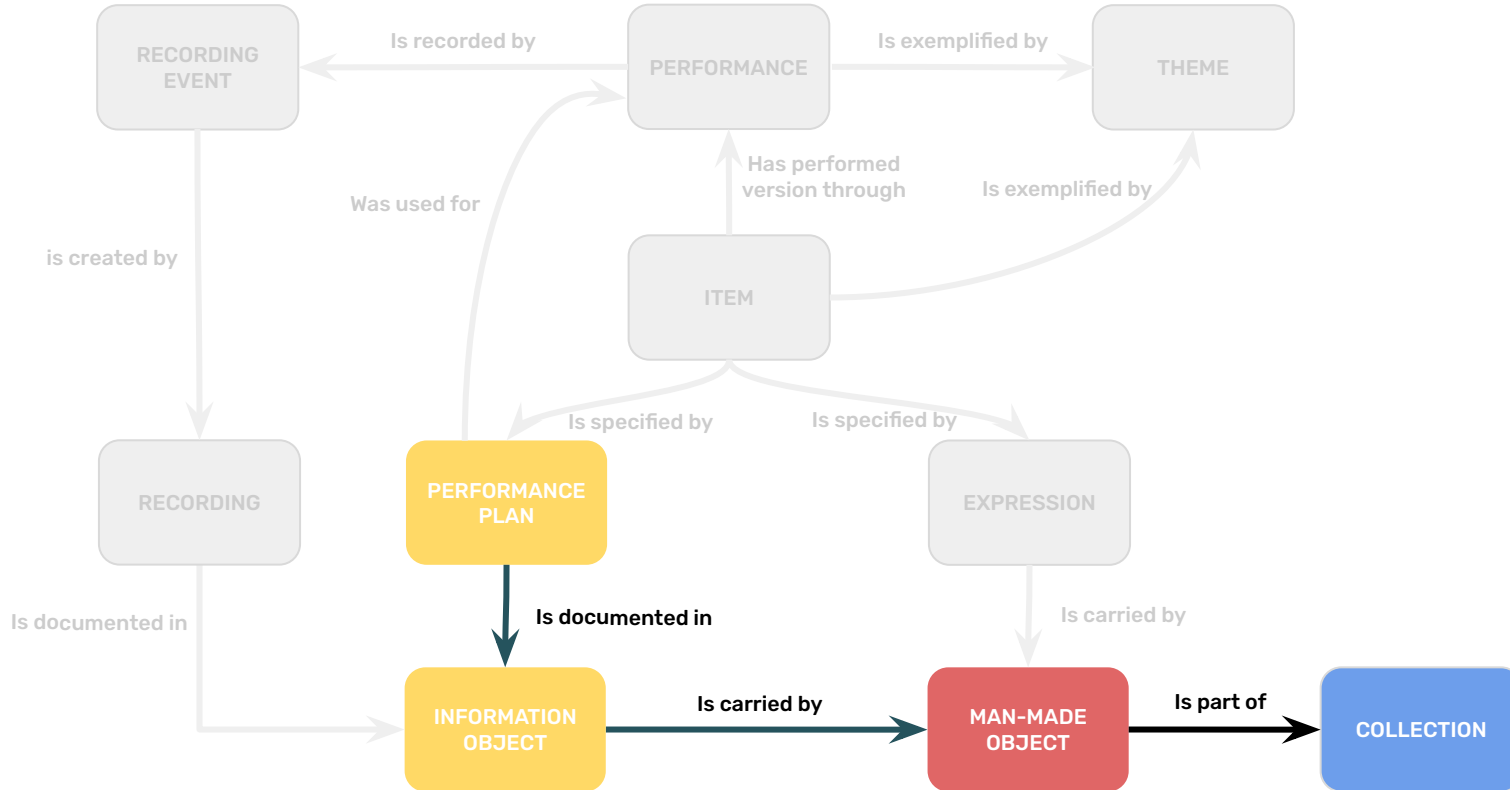 Is recorded by
Is exemplified by
RECORDING
EVENT
PERFORMANCE
THEME
Has performed
version through
Is exemplified by
Was used for
is created by
ITEM
Is specified by
Is specified by
RECORDING
PERFORMANCE
PLAN
EXPRESSION
Is documented in
Is documented in
Is carried by
Is carried by
Is part of
INFORMATION
OBJECT
MAN-MADE
OBJECT
COLLECTION